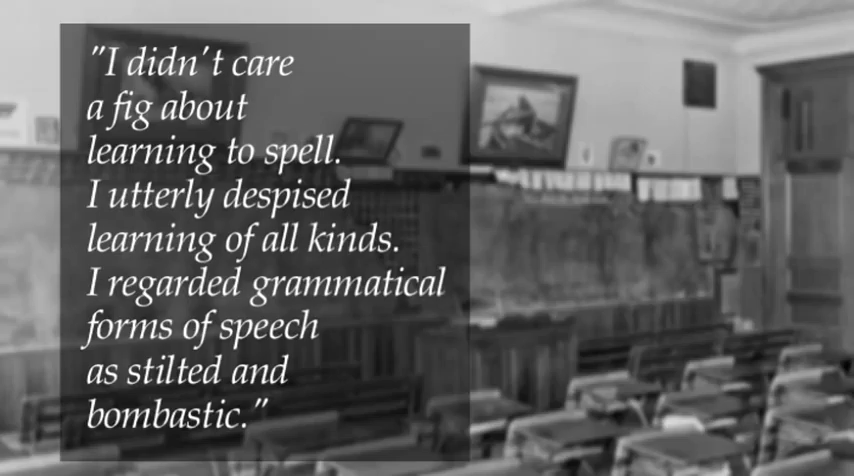 "I didn't care
a fig about
learning to spell.
I utterly despised
learning of all kinds.
I regarded grammatical
forms of speech
as stilted and
bombastic."